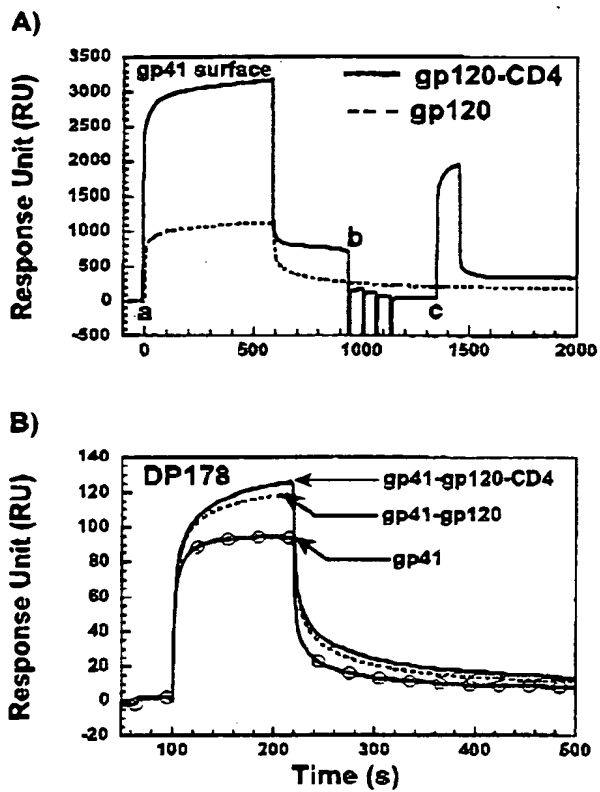 A)
gp41 surface
gp120-CD4
gp120
Response Unit (RU)
3500
3000
2500
2000
1500
1000
500
0
-500
a
b
c
0
500
1000
1500
2000
B)
DP178
gp41-gp120-CD4
gp41-gp120
gp41
Response Unit (RU)
140
120
100
80
60
40
20
0
-20
100
200
300
400
500
Time (s)